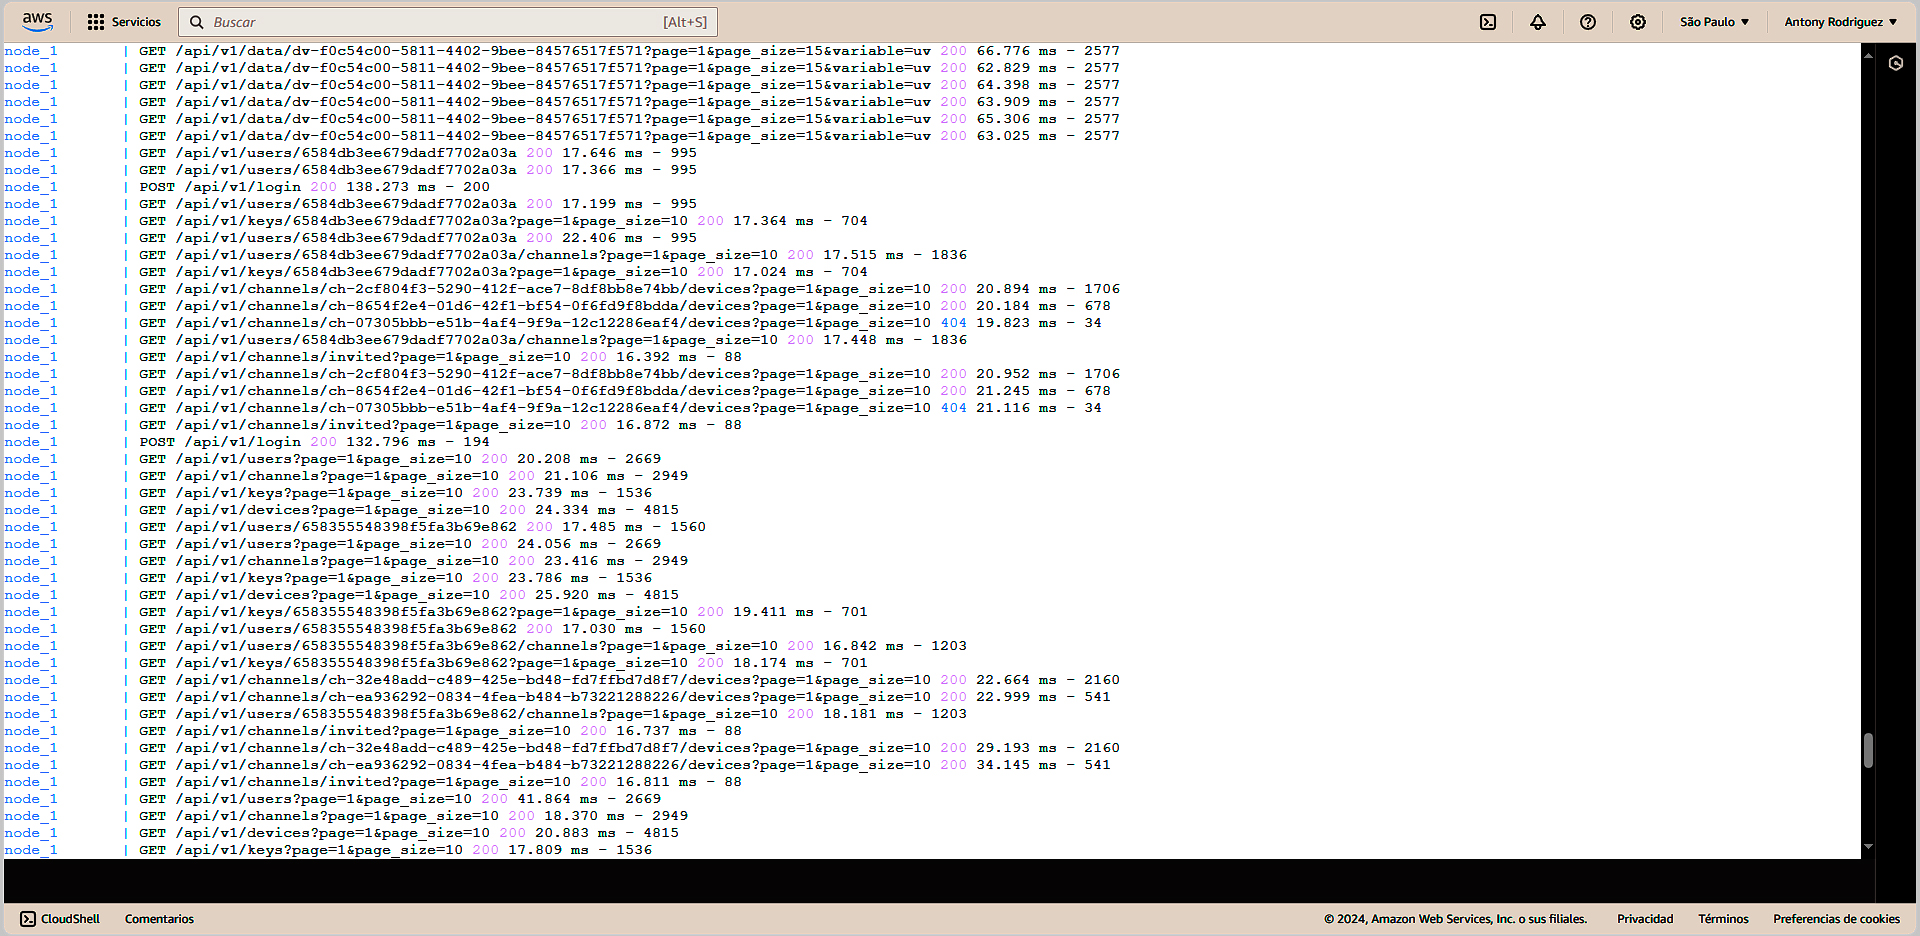 aws Servicios Buscar [Alt+S] São Paulo ▼ Antony Rodríguez ▼
node_1 | GET /api/v1/data/dv-f0c54c00-5811-4402-9bee-84576517f571?page=1&page_size=15&variable=uv 200 66.776 ms - 2577
node_1 | GET /api/v1/data/dv-f0c54c00-5811-4402-9bee-84576517f571?page=1&page_size=15&variable=uv 200 62.829 ms - 2577
node_1 | GET /api/v1/data/dv-f0c54c00-5811-4402-9bee-84576517f571?page=1&page_size=15&variable=uv 200 64.398 ms - 2577
node_1 | GET /api/v1/data/dv-f0c54c00-5811-4402-9bee-84576517f571?page=1&page_size=15&variable=uv 200 63.909 ms - 2577
node_1 | GET /api/v1/data/dv-f0c54c00-5811-4402-9bee-84576517f571?page=1&page_size=15&variable=uv 200 65.306 ms - 2577
node_1 | GET /api/v1/data/dv-f0c54c00-5811-4402-9bee-84576517f571?page=1&page_size=15&variable=uv 200 63.025 ms - 2577
node_1 | GET /api/v1/users/6584db3ee679dadf7702a03a 200 17.646 ms - 995
node_1 | GET /api/v1/users/6584db3ee679dadf7702a03a 200 17.366 ms - 995
node_1 | POST /api/v1/login 200 138.273 ms - 200
node_1 | GET /api/v1/users/6584db3ee679dadf7702a03a 200 17.199 ms - 995
node_1 | GET /api/v1/keys/6584db3ee679dadf7702a03a?page=1&page_size=10 200 17.364 ms - 704
node_1 | GET /api/v1/users/6584db3ee679dadf7702a03a 200 22.406 ms - 995
node_1 | GET /api/v1/users/6584db3ee679dadf7702a03a/channels?page=1&page_size=10 200 17.515 ms - 1836
node_1 | GET /api/v1/keys/6584db3ee679dadf7702a03a?page=1&page_size=10 200 17.024 ms - 704
node_1 | GET /api/v1/channels/ch-2cf804f3-5290-412f-ace7-8df8bb8e74bb/devices?page=1&page_size=10 200 20.894 ms - 1706
node_1 | GET /api/v1/channels/ch-8654f2e4-01d6-42f1-bf54-0f6fd9f8bdda/devices?page=1&page_size=10 200 20.184 ms - 678
node_1 | GET /api/v1/channels/ch-07305bbb-e51b-4af4-9f9a-12c12286eaf4/devices?page=1&page_size=10 404 19.823 ms - 34
node_1 | GET /api/v1/users/6584db3ee679dadf7702a03a/channels?page=1&page_size=10 200 17.448 ms - 1836
node_1 | GET /api/v1/channels/invited?page=1&page_size=10 200 16.392 ms - 88
node_1 | GET /api/v1/channels/ch-2cf804f3-5290-412f-ace7-8df8bb8e74bb/devices?page=1&page_size=10 200 20.952 ms - 1706
node_1 | GET /api/v1/channels/ch-8654f2e4-01d6-42f1-bf54-0f6fd9f8bdda/devices?page=1&page_size=10 200 21.245 ms - 678
node_1 | GET /api/v1/channels/ch-07305bbb-e51b-4af4-9f9a-12c12286eaf4/devices?page=1&page_size=10 404 21.116 ms - 34
node_1 | GET /api/v1/channels/invited?page=1&page_size=10 200 16.872 ms - 88
node_1 | POST /api/v1/login 200 132.796 ms - 194
node_1 | GET /api/v1/users?page=1&page_size=10 200 20.208 ms - 2669
node_1 | GET /api/v1/channels?page=1&page_size=10 200 21.106 ms - 2949
node_1 | GET /api/v1/keys?page=1&page_size=10 200 23.739 ms - 1536
node_1 | GET /api/v1/devices?page=1&page_size=10 200 24.334 ms - 4815
node_1 | GET /api/v1/users/658355548398f5fa3b69e862 200 17.485 ms - 1560
node_1 | GET /api/v1/users?page=1&page_size=10 200 24.056 ms - 2669
node_1 | GET /api/v1/channels?page=1&page_size=10 200 23.416 ms - 2949
node_1 | GET /api/v1/keys?page=1&page_size=10 200 23.786 ms - 1536
node_1 | GET /api/v1/devices?page=1&page_size=10 200 25.920 ms - 4815
node_1 | GET /api/v1/keys/658355548398f5fa3b69e862?page=1&page_size=10 200 19.411 ms - 701
node_1 | GET /api/v1/users/658355548398f5fa3b69e862 200 17.030 ms - 1560
node_1 | GET /api/v1/users/658355548398f5fa3b69e862/channels?page=1&page_size=10 200 16.842 ms - 1203
node_1 | GET /api/v1/keys/658355548398f5fa3b69e862?page=1&page_size=10 200 18.174 ms - 701
node_1 | GET /api/v1/channels/ch-32e48add-c489-425e-bd48-fd7ffbd7d8f7/devices?page=1&page_size=10 200 22.664 ms - 2160
node_1 | GET /api/v1/channels/ch-ea936292-0834-4fea-b484-b73221288226/devices?page=1&page_size=10 200 22.999 ms - 541
node_1 | GET /api/v1/users/658355548398f5fa3b69e862/channels?page=1&page_size=10 200 18.181 ms - 1203
node_1 | GET /api/v1/channels/invited?page=1&page_size=10 200 16.737 ms - 88
node_1 | GET /api/v1/channels/ch-32e48add-c489-425e-bd48-fd7ffbd7d8f7/devices?page=1&page_size=10 200 29.193 ms - 2160
node_1 | GET /api/v1/channels/ch-ea936292-0834-4fea-b484-b73221288226/devices?page=1&page_size=10 200 34.145 ms - 541
node_1 | GET /api/v1/channels/invited?page=1&page_size=10 200 16.811 ms - 88
node_1 | GET /api/v1/users?page=1&page_size=10 200 41.864 ms - 2669
node_1 | GET /api/v1/channels?page=1&page_size=10 200 18.370 ms - 2949
node_1 | GET /api/v1/devices?page=1&page_size=10 200 20.883 ms - 4815
node_1 | GET /api/v1/keys?page=1&page_size=10 200 17.809 ms - 1536
CloudShell Comentarios © 2024, Amazon Web Services, Inc. o sus filiales. Privacidad Términos Preferencias de cookies